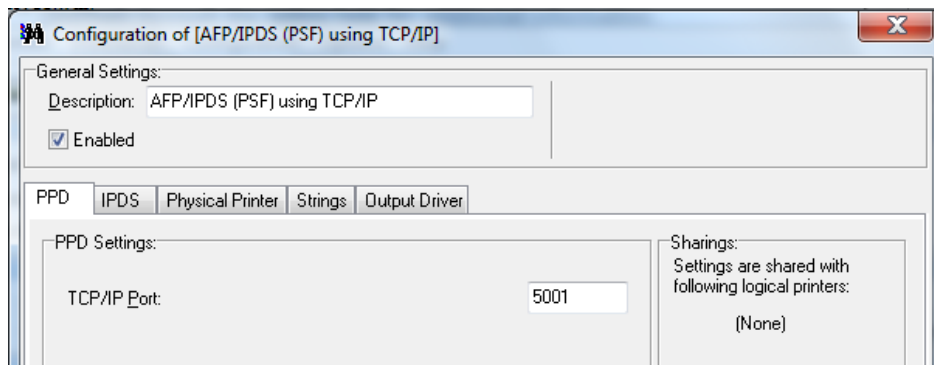 Configuration of [AFP/IPDS (PSF) using TCP/IP]
General Settings:
Description: AFP/IPDS (PSF) using TCP/IP
Enabled
PPD IPDS Physical Printer Strings Output Driver
PPD Settings:
TCP/IP Port: 5001
Sharings:
Settings are shared with
following logical printers:
(None)